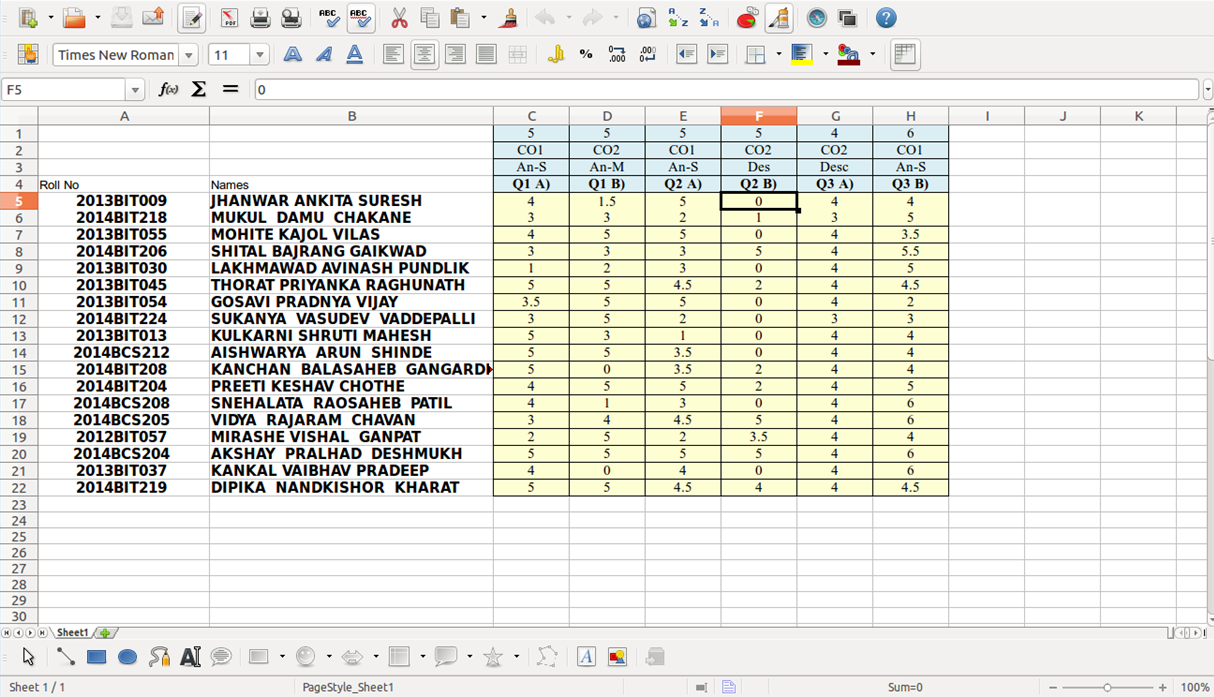 ABC ABC
Times New Roman 11 % .000 .000
F5 f(x) Σ = 0
A B C D E F G H I J K
1 5 5 5 5 4 6
2 CO1 CO2 CO1 CO2 CO2 CO1
3 An-S An-M An-S Des Desc An-S
4 Roll No Names Q1 A) Q1 B) Q2 A) Q2 B) Q3 A) Q3 B)
5 2013BIT009 JHANWAR ANKITA SURESH 4 1.5 5 0 4 4
6 2014BIT218 MUKUL DAMU CHAKANE 3 3 2 1 3 5
7 2013BIT055 MOHITE KAJOL VILAS 4 5 5 0 4 3.5
8 2014BIT206 SHITAL BAJRANG GAIKWAD 3 3 3 5 4 5.5
9 2013BIT030 LAKHMAWAD AVINASH PUNDLIK 1 2 3 0 4 5
10 2013BIT045 THORAT PRIYANKA RAGHUNATH 5 5 4.5 2 4 4.5
11 2013BIT054 GOSAVI PRADNYA VIJAY 3.5 5 5 0 4 2
12 2014BIT224 SUKANYA VASUDEV VADDEPALLI 3 5 2 0 3 3
13 2013BIT013 KULKARNI SHRUTI MAHESH 5 3 1 0 4 4
14 2014BCS212 AISHWARYA ARUN SHINDE 5 5 3.5 0 4 4
15 2014BIT208 KANCHAN BALASAHEB GANGARD 5 0 3.5 2 4 4
16 2014BIT204 PREETI KESHAV CHOTHE 4 5 5 2 4 5
17 2014BCS208 SNEHALATA RAOSAHEB PATIL 4 1 3 0 4 6
18 2014BCS205 VIDYA RAJARAM CHAVAN 3 4 4.5 5 4 6
19 2012BIT057 MIRASHE VISHAL GANPAT 2 5 2 3.5 4 4
20 2014BCS204 AKSHAY PRALHAD DESHMUKH 5 5 5 5 4 6
21 2013BIT037 KANKAL VAIBHAV PRADEEP 4 0 4 0 4 6
22 2014BIT219 DIPIKA NANDKISHOR KHARAT 5 5 4.5 4 4 4.5
23
24
25
26
27
28
29
30
Sheet1
Sheet 1 / 1 PageStyle_Sheet1 Sum=0 100%